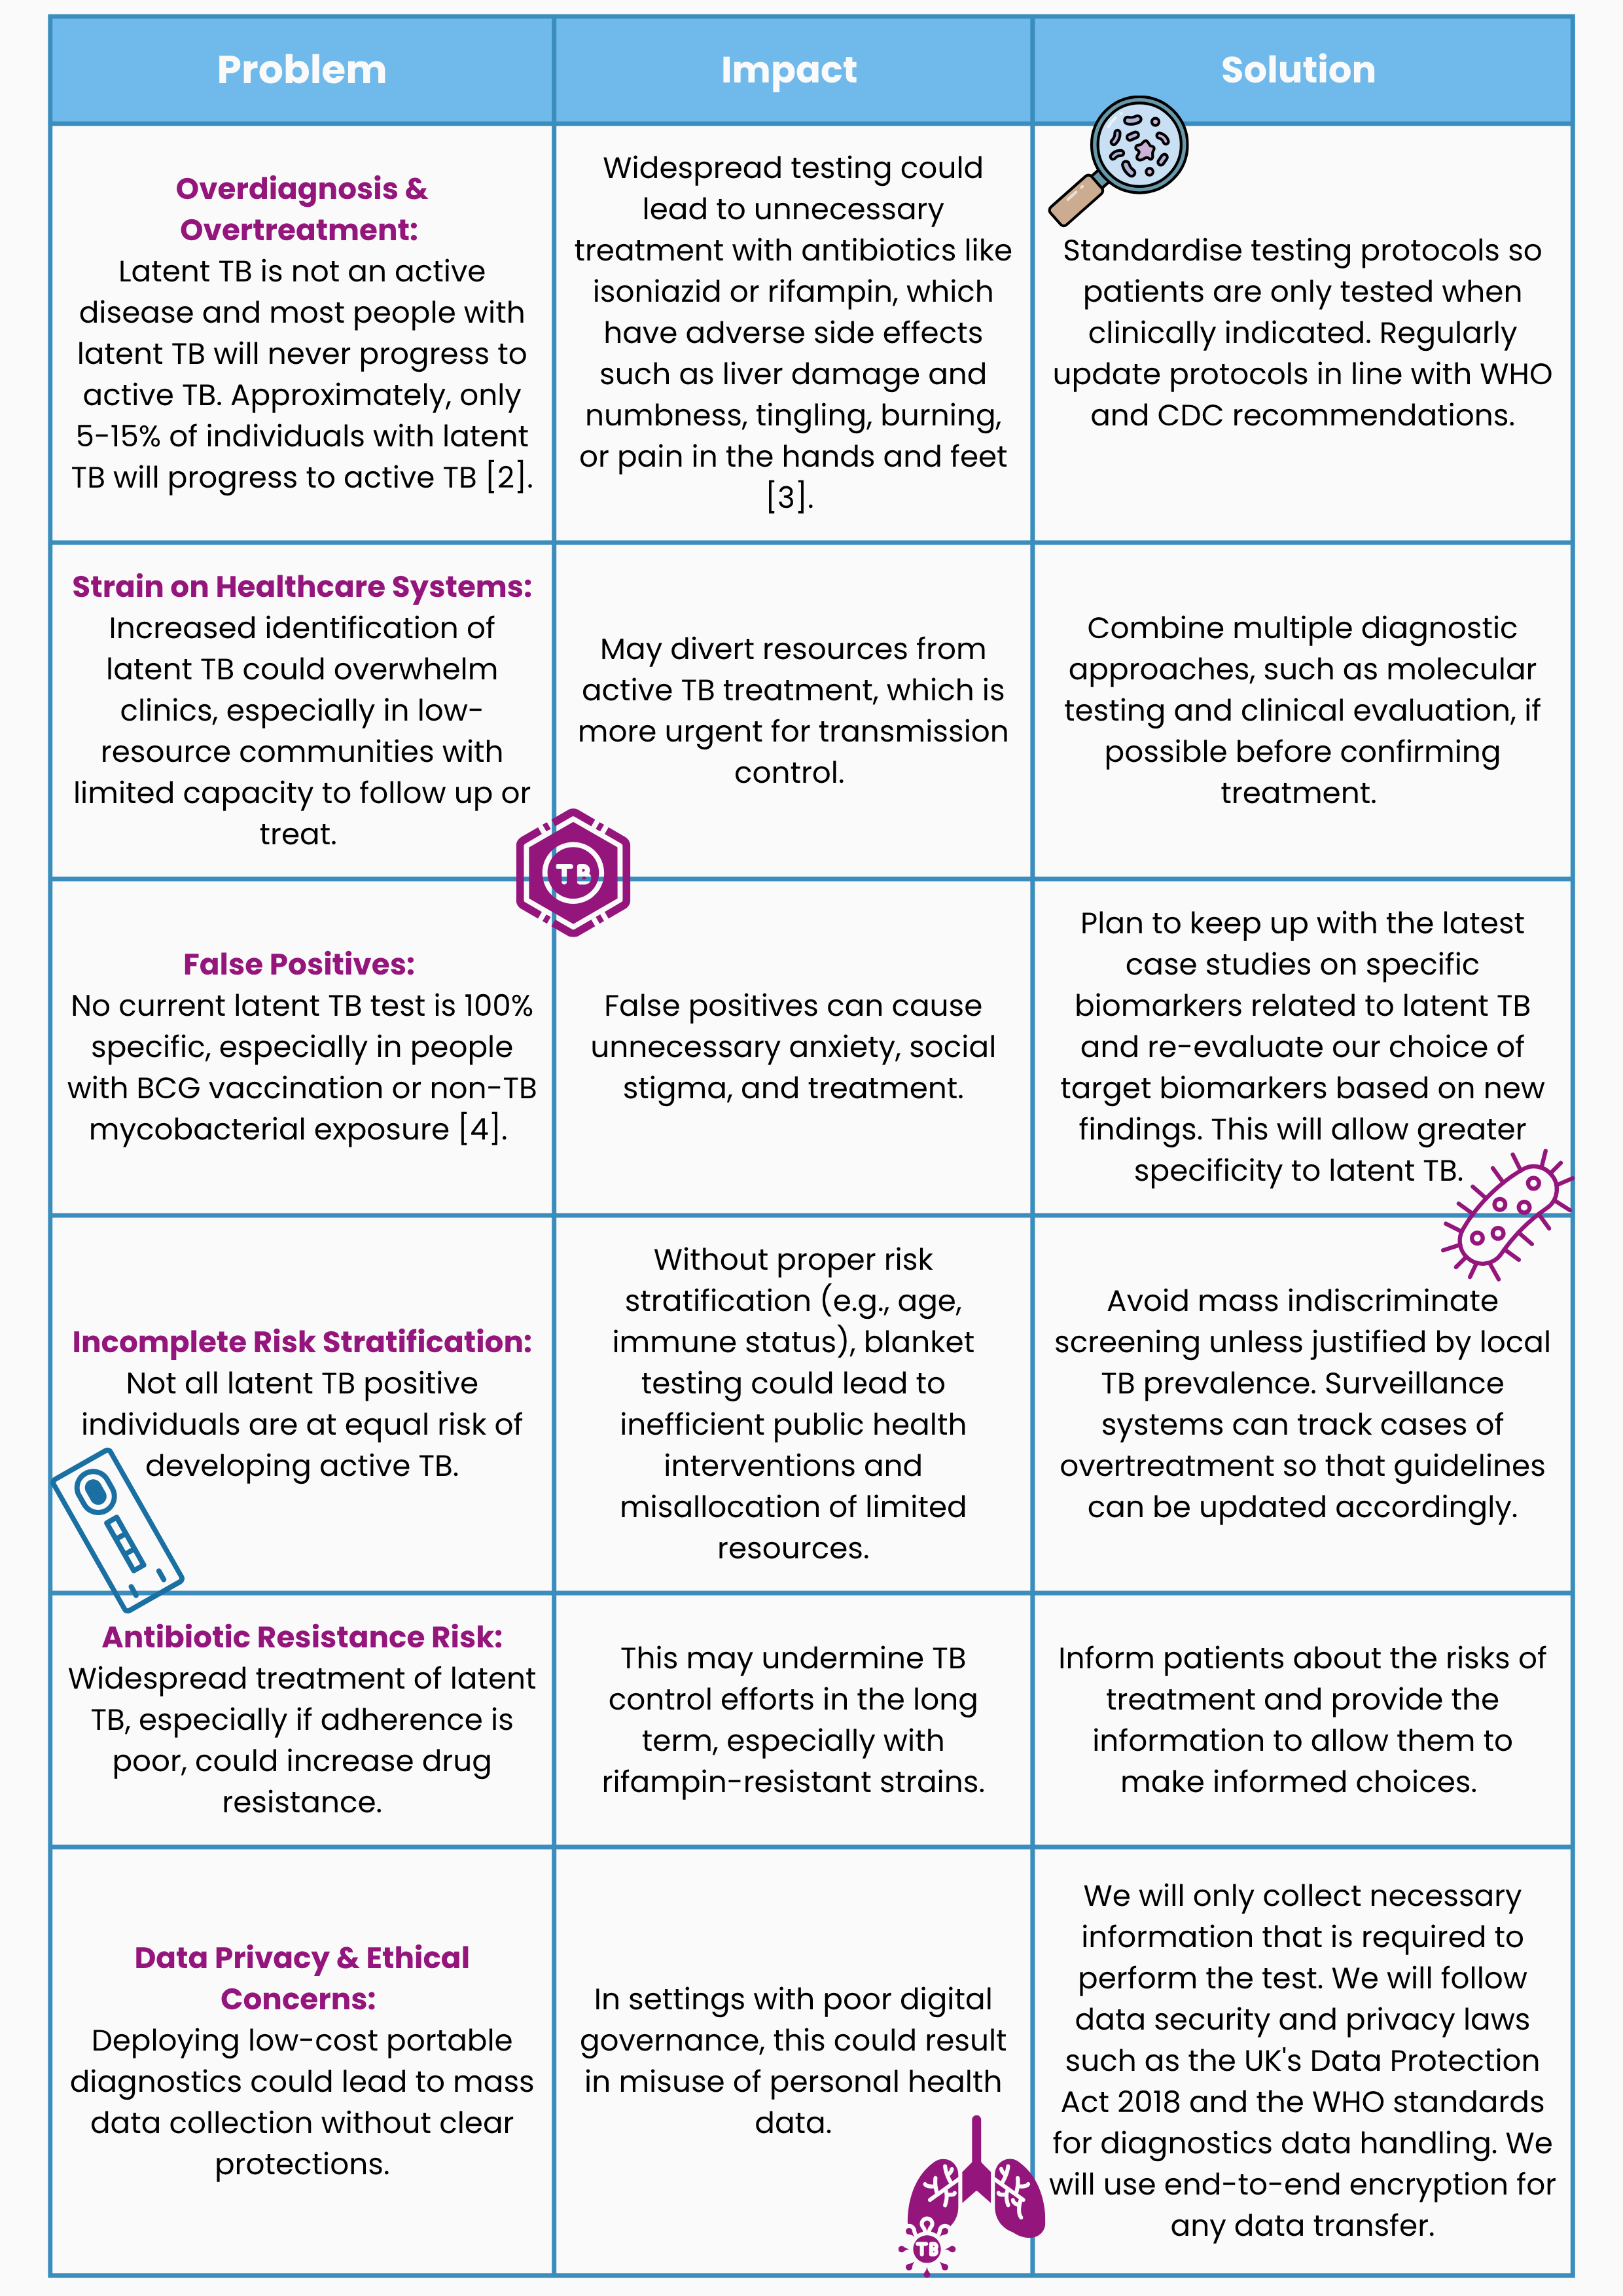 Problem
Impact
Solution
Overdiagnosis &
Overtreatment:
Latent TB is not an active
disease and most people with
latent TB will never progress to
active TB. Approximately, only
5-15% of individuals with latent
TB will progress to active TB [2].
Widespread testing could
lead to unnecessary
treatment with antibiotics like
isoniazid or rifampin, which
have adverse side effects
such as liver damage and
numbness, tingling, burning,
or pain in the hands and feet
[3].
Standardise testing protocols so
patients are only tested when
clinically indicated. Regularly
update protocols in line with WHO
and CDC recommendations.
Strain on Healthcare Systems:
Increased identification of
latent TB could overwhelm
clinics, especially in low-
resource communities with
limited capacity to follow up or
treat.
May divert resources from
active TB treatment, which is
more urgent for transmission
control.
Combine multiple diagnostic
approaches, such as molecular
testing and clinical evaluation, if
possible before confirming
treatment.
TB
False Positives:
No current latent TB test is 100%
specific, especially in people
with BCG vaccination or non-TB
mycobacterial exposure [4].
False positives can cause
unnecessary anxiety, social
stigma, and treatment.
Plan to keep up with the latest
case studies on specific
biomarkers related to latent TB
and re-evaluate our choice of
target biomarkers based on new
findings. This will allow greater
specificity to latent TB.
Incomplete Risk Stratification:
Not all latent TB positive
individuals are at equal risk of
developing active TB.
Without proper risk
stratification (e.g., age,
immune status), blanket
testing could lead to
inefficient public health
interventions and
misallocation of limited
resources.
Avoid mass indiscriminate
screening unless justified by local
TB prevalence. Surveillance
systems can track cases of
overtreatment so that guidelines
can be updated accordingly.
Antibiotic Resistance Risk:
Widespread treatment of latent
TB, especially if adherence is
poor, could increase drug
resistance.
This may undermine TB
control efforts in the long
term, especially with
rifampin-resistant strains.
Inform patients about the risks of
treatment and provide the
information to allow them to
make informed choices.
Data Privacy & Ethical
Concerns:
Deploying low-cost portable
diagnostics could lead to mass
data collection without clear
protections.
In settings with poor digital
governance, this could result
in misuse of personal health
data.
TB
We will only collect necessary
information that is required to
perform the test. We will follow
data security and privacy laws
such as the UK's Data Protection
Act 2018 and the WHO standards
for diagnostics data handling. We
will use end-to-end encryption for
any data transfer.